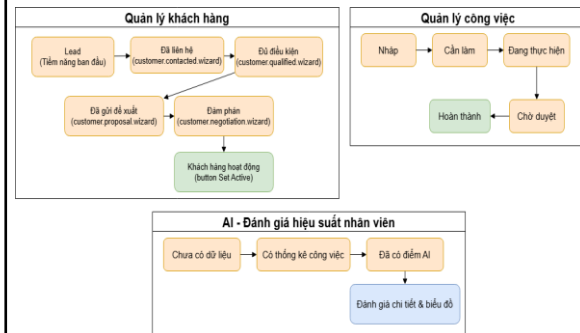 Quản lý khách hàng
Lead
(Tiềm năng ban đầu)
Đã liên hệ
(customer.contacted.wizard)
Đủ điều kiện
(customer.qualified.wizard)
Đã gửi đề xuất
(customer.proposal.wizard)
Đàm phán
(customer.negotiation.wizard)
Khách hàng hoạt động
(button Set Active)
Quản lý công việc
Nháp
Cần làm
Đang thực hiện
Hoàn thành
Chờ duyệt
AI - Đánh giá hiệu suất nhân viên
Chưa có dữ liệu
Có thống kê công việc
Đã có điểm AI
Đánh giá chi tiết & biểu đồ